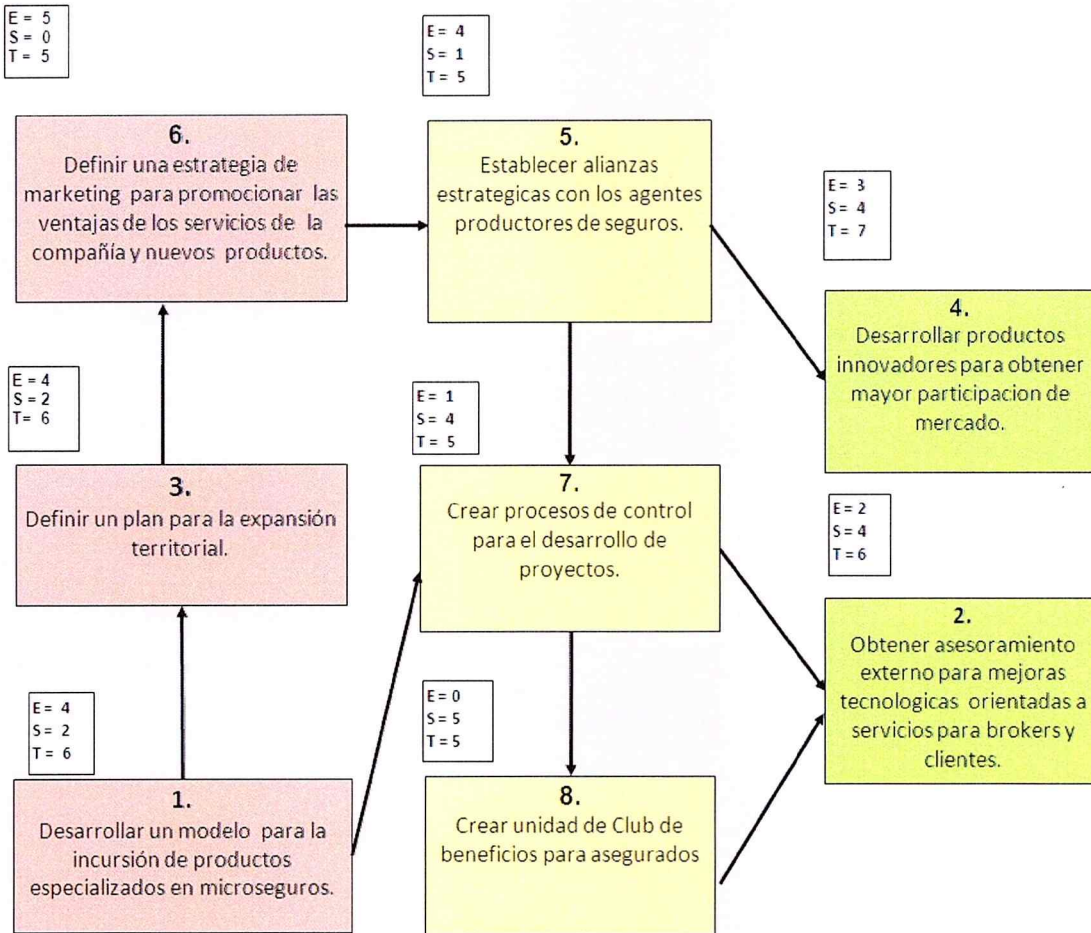 E = 5
S = 0
T = 5
E = 4
S = 1
T = 5
6.
Definir una estrategia de
marketing para promocionar las
ventajas de los servicios de la
compañía y nuevos productos.
5.
Establecer alianzas
estrategicas con los agentes
productores de seguros.
E = 3
S = 4
T = 7
4.
Desarrollar productos
innovadores para obtener
mayor participacion de
mercado.
E = 4
S = 2
T= 6
E = 1
S = 4
T = 5
3.
Definir un plan para la expansión
territorial.
7.
Crear procesos de control
para el desarrollo de
proyectos.
E = 2
S = 4
T = 6
2.
Obtener asesoramiento
externo para mejoras
tecnologicas orientadas a
servicios para brokers y
clientes.
E = 4
S = 2
T = 6
E = 0
S = 5
T = 5
1.
Desarrollar un modelo para la
incursión de productos
especializados en microseguros.
8.
Crear unidad de Club de
beneficios para asegurados